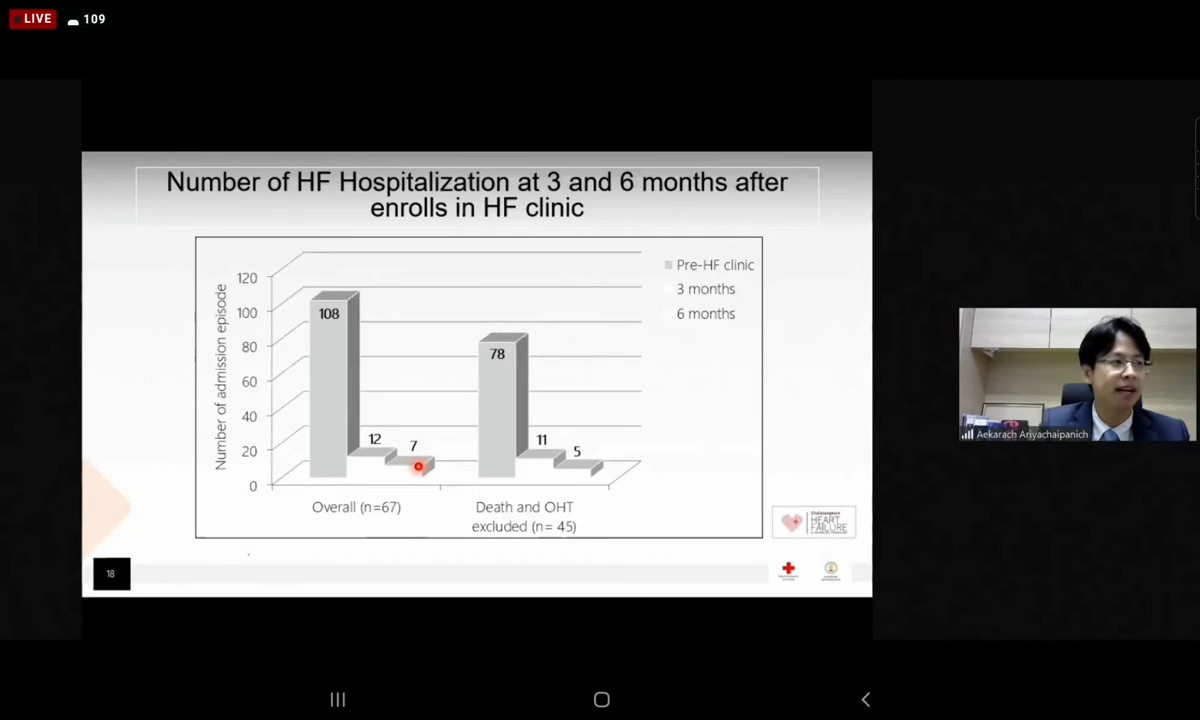 LIVE 109
Number of HF Hospitalization at 3 and 6 months after
enrolls in HF clinic
Number of admission episode
120
100
80
60
40
20
0
108
12
7
78
11
5
Overall (n=67)
Death and OHT
excluded (n= 45)
Pre-HF clinic
3 months
6 months
HEART
FAILURE
18
Aekarach Ariyachaipanich